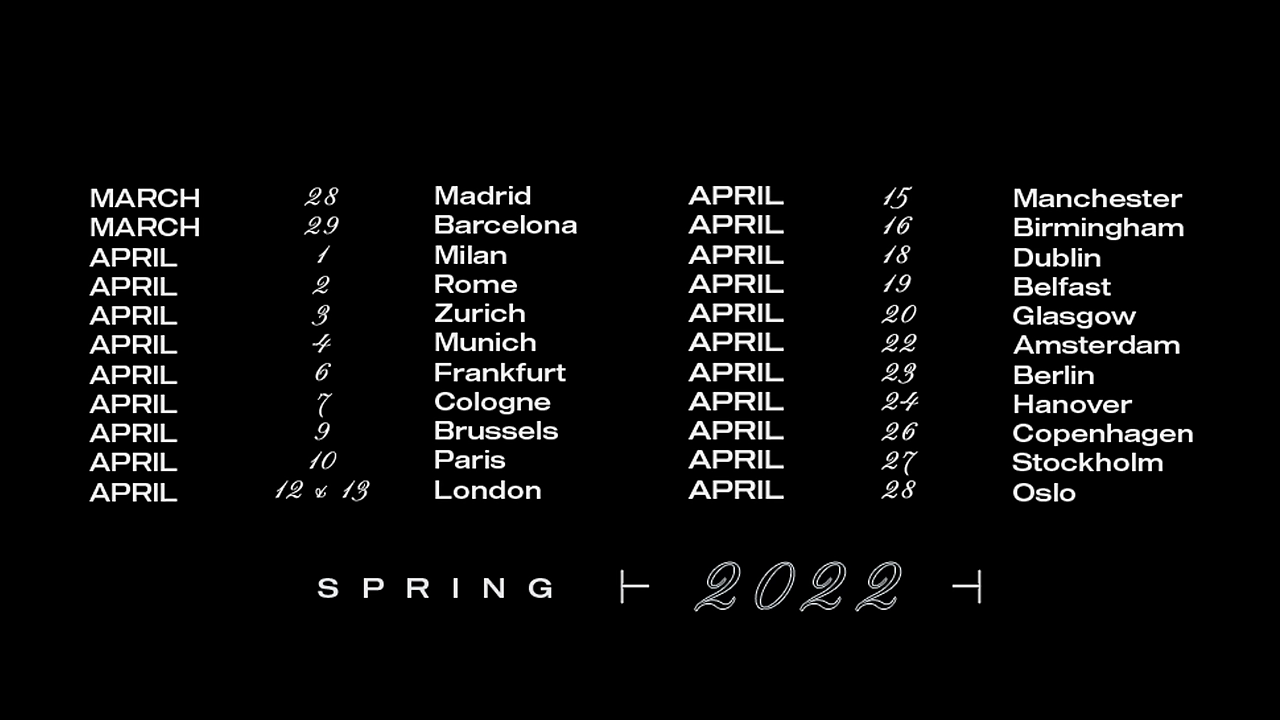 MARCH 28 Madrid
MARCH 29 Barcelona
APRIL 1 Milan
APRIL 2 Rome
APRIL 3 Zurich
APRIL 4 Munich
APRIL 6 Frankfurt
APRIL 7 Cologne
APRIL 9 Brussels
APRIL 10 Paris
APRIL 12 & 13 London
APRIL 15 Manchester
APRIL 16 Birmingham
APRIL 18 Dublin
APRIL 19 Belfast
APRIL 20 Glasgow
APRIL 22 Amsterdam
APRIL 23 Berlin
APRIL 24 Hanover
APRIL 26 Copenhagen
APRIL 27 Stockholm
APRIL 28 Oslo
SPRING 2022